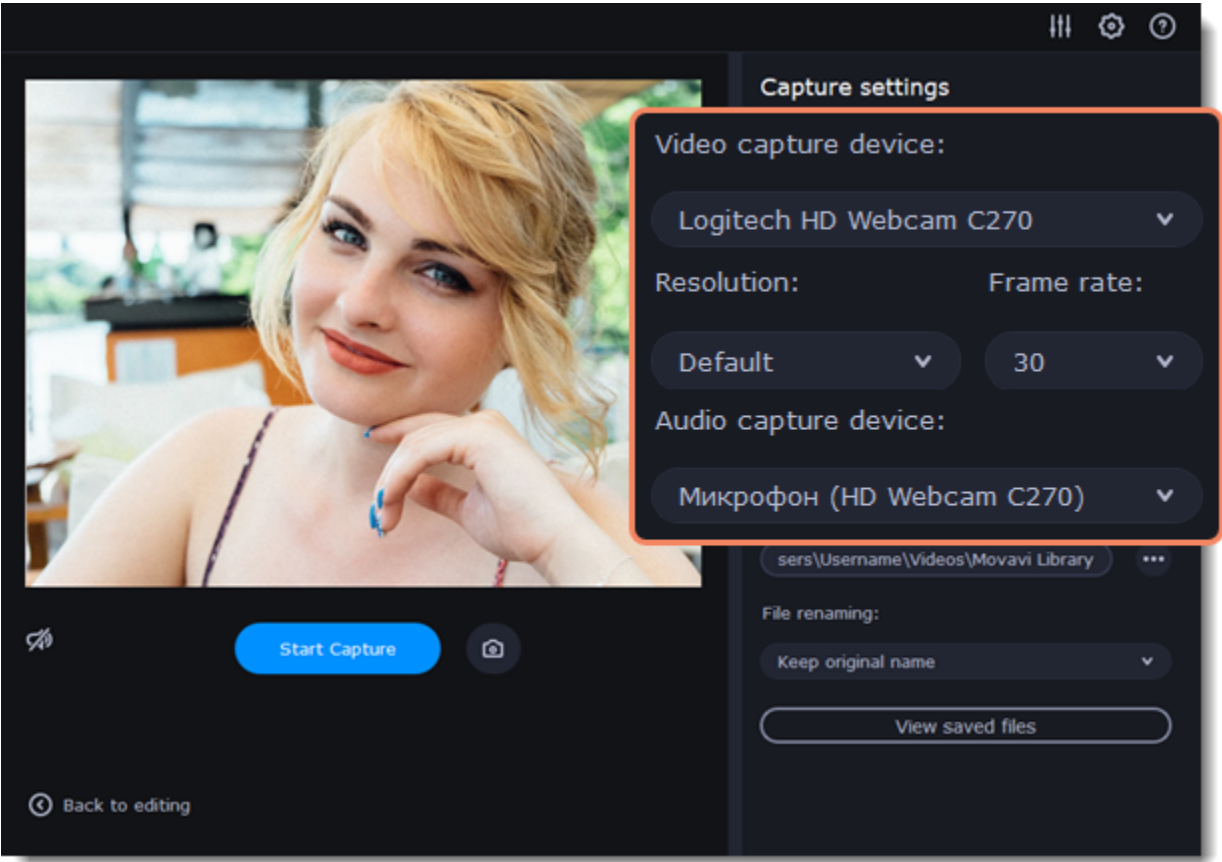 Capture settings
Video capture device:
Logitech HD Webcam C270
Resolution: Frame rate:
Default 30
Audio capture device:
Микрофон (HD Webcam C270)
sers\Username\Videos\Movavi Library
File renaming:
Keep original name
View saved files
Start Capture
Back to editing